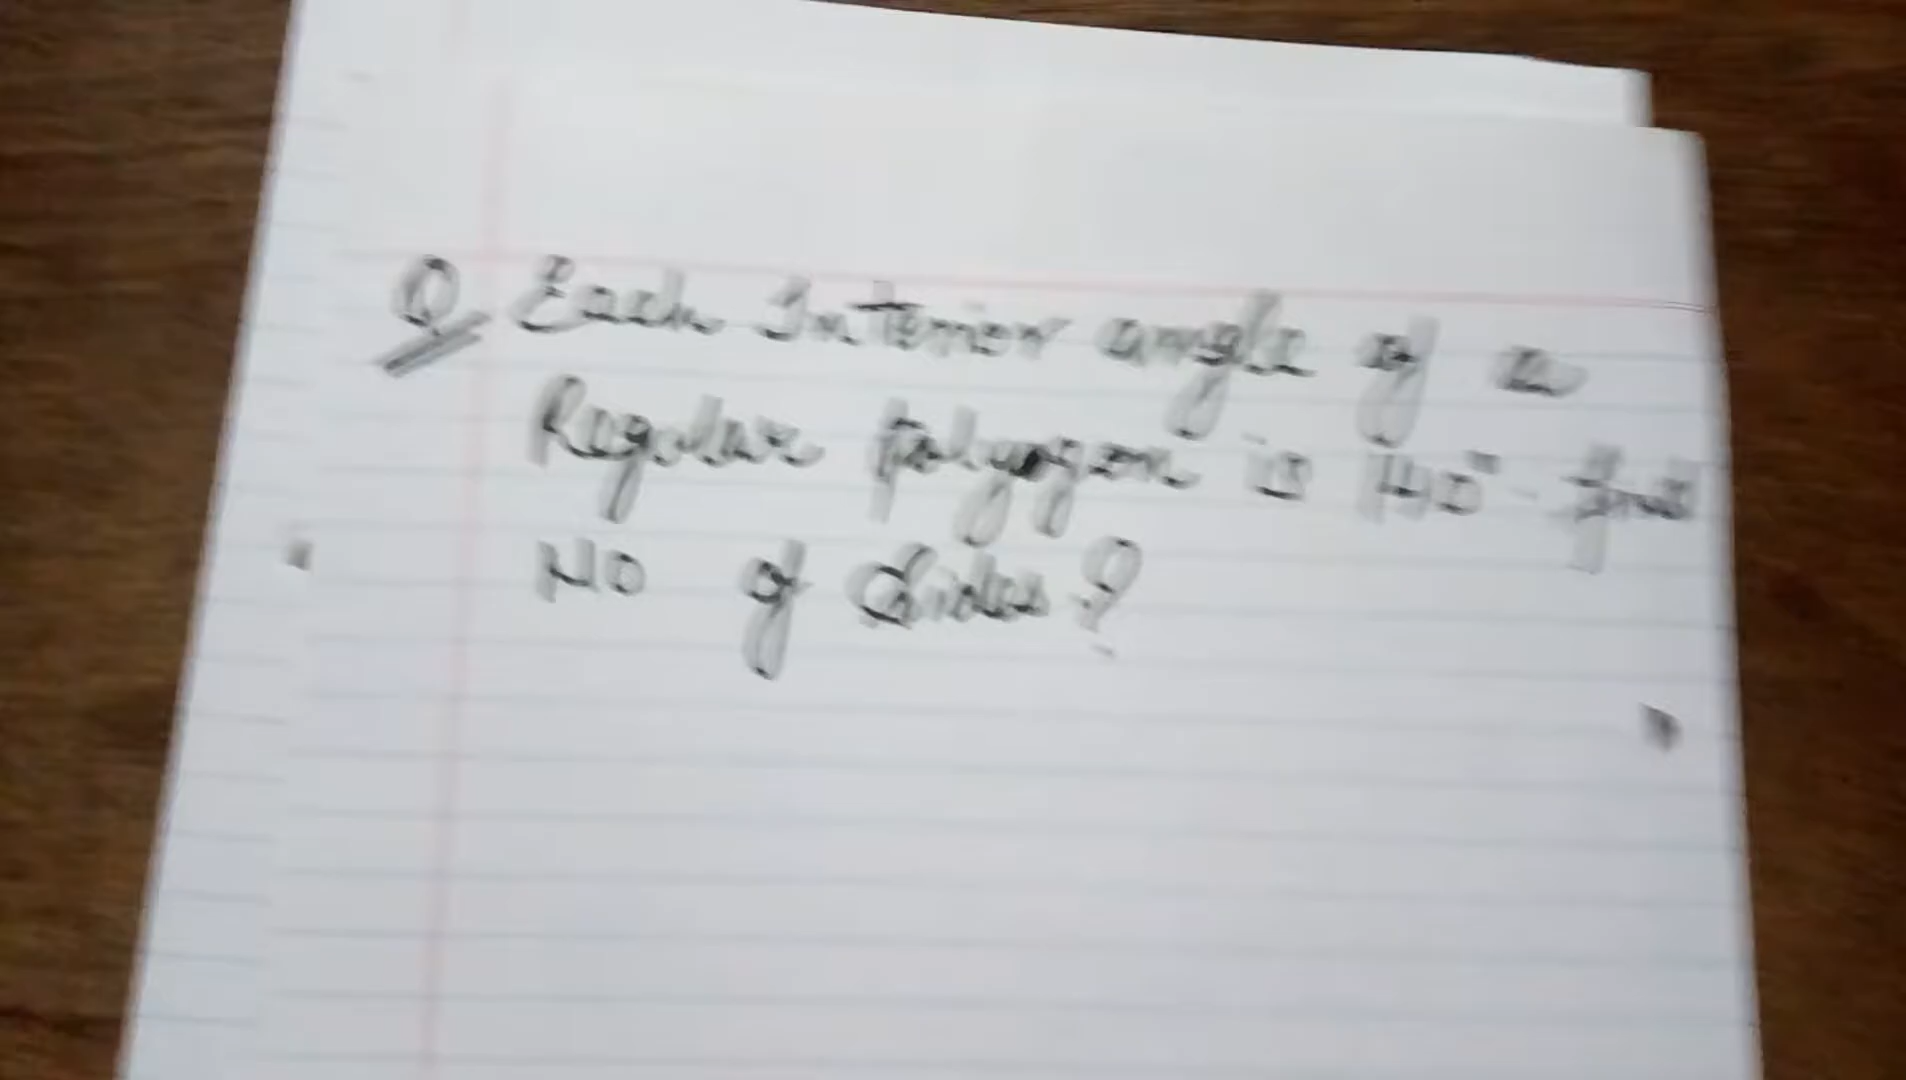 Q Each Interior angle of a
Regular polygon is 140° find
NO of Sides?